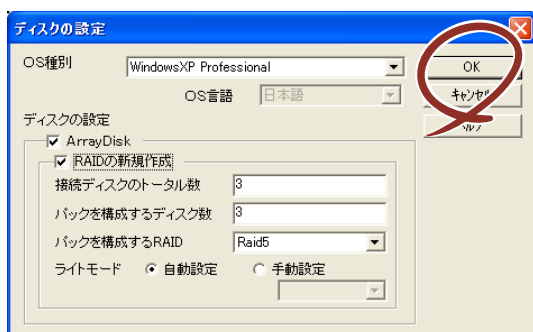 ディスクの設定
OS種別 WindowsXP Professional OK
OS言語 日本語 キャンセル
ディスクの設定
ArrayDisk
RAIDの新規作成
接続ディスクのトータル数 3
パックを構成するディスク数 3
パックを構成するRAID Raid5
ライトモード 自動設定 手動設定